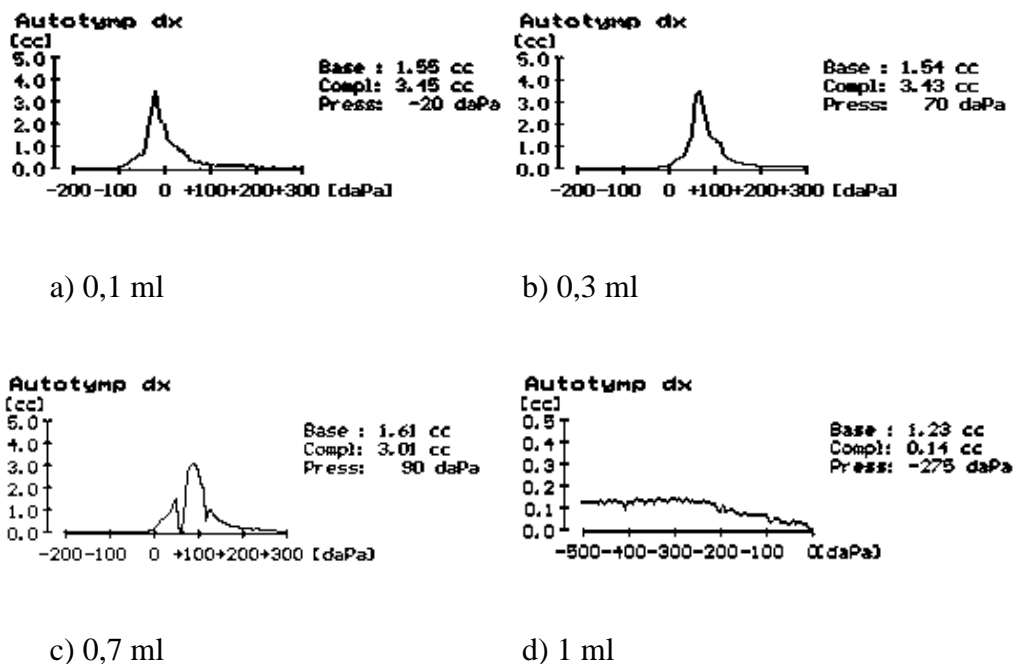 Autotymp dx
[cc]
5.0
4.0
3.0
2.0
1.0
0.0
-200-100 0 +100+200+300 [daPa]
Base : 1.55 cc
Compl: 3.45 cc
Press: -20 daPa
a) 0,1 ml
Autotymp dx
[cc]
5.0
4.0
3.0
2.0
1.0
0.0
-200-100 0 +100+200+300 [daPa]
Base : 1.54 cc
Compl: 3.43 cc
Press: 70 daPa
b) 0,3 ml
Autotymp dx
[cc]
5.0
4.0
3.0
2.0
1.0
0.0
-200-100 0 +100+200+300 [daPa]
Base : 1.61 cc
Compl: 3.01 cc
Press: 90 daPa
c) 0,7 ml
Autotymp dx
[cc]
0.5
0.4
0.3
0.2
0.1
0.0
-500-400-300-200-100 0[daPa]
Base : 1.23 cc
Compl: 0.14 cc
Press: -275 daPa
d) 1 ml